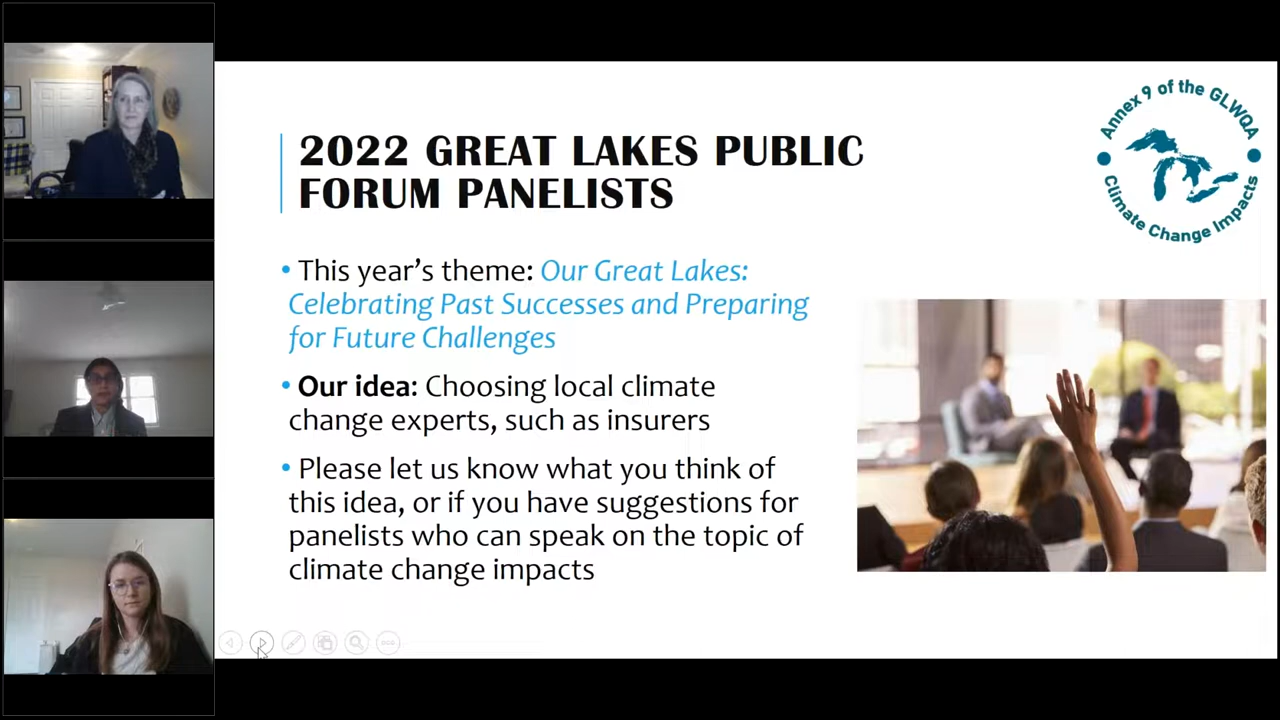 2022 GREAT LAKES PUBLIC
FORUM PANELISTS
Annex 9 of the GLWQA
Climate Change Impacts
• This year's theme: Our Great Lakes:
Celebrating Past Successes and Preparing
for Future Challenges
• Our idea: Choosing local climate
change experts, such as insurers
• Please let us know what you think of
this idea, or if you have suggestions for
panelists who can speak on the topic of
climate change impacts